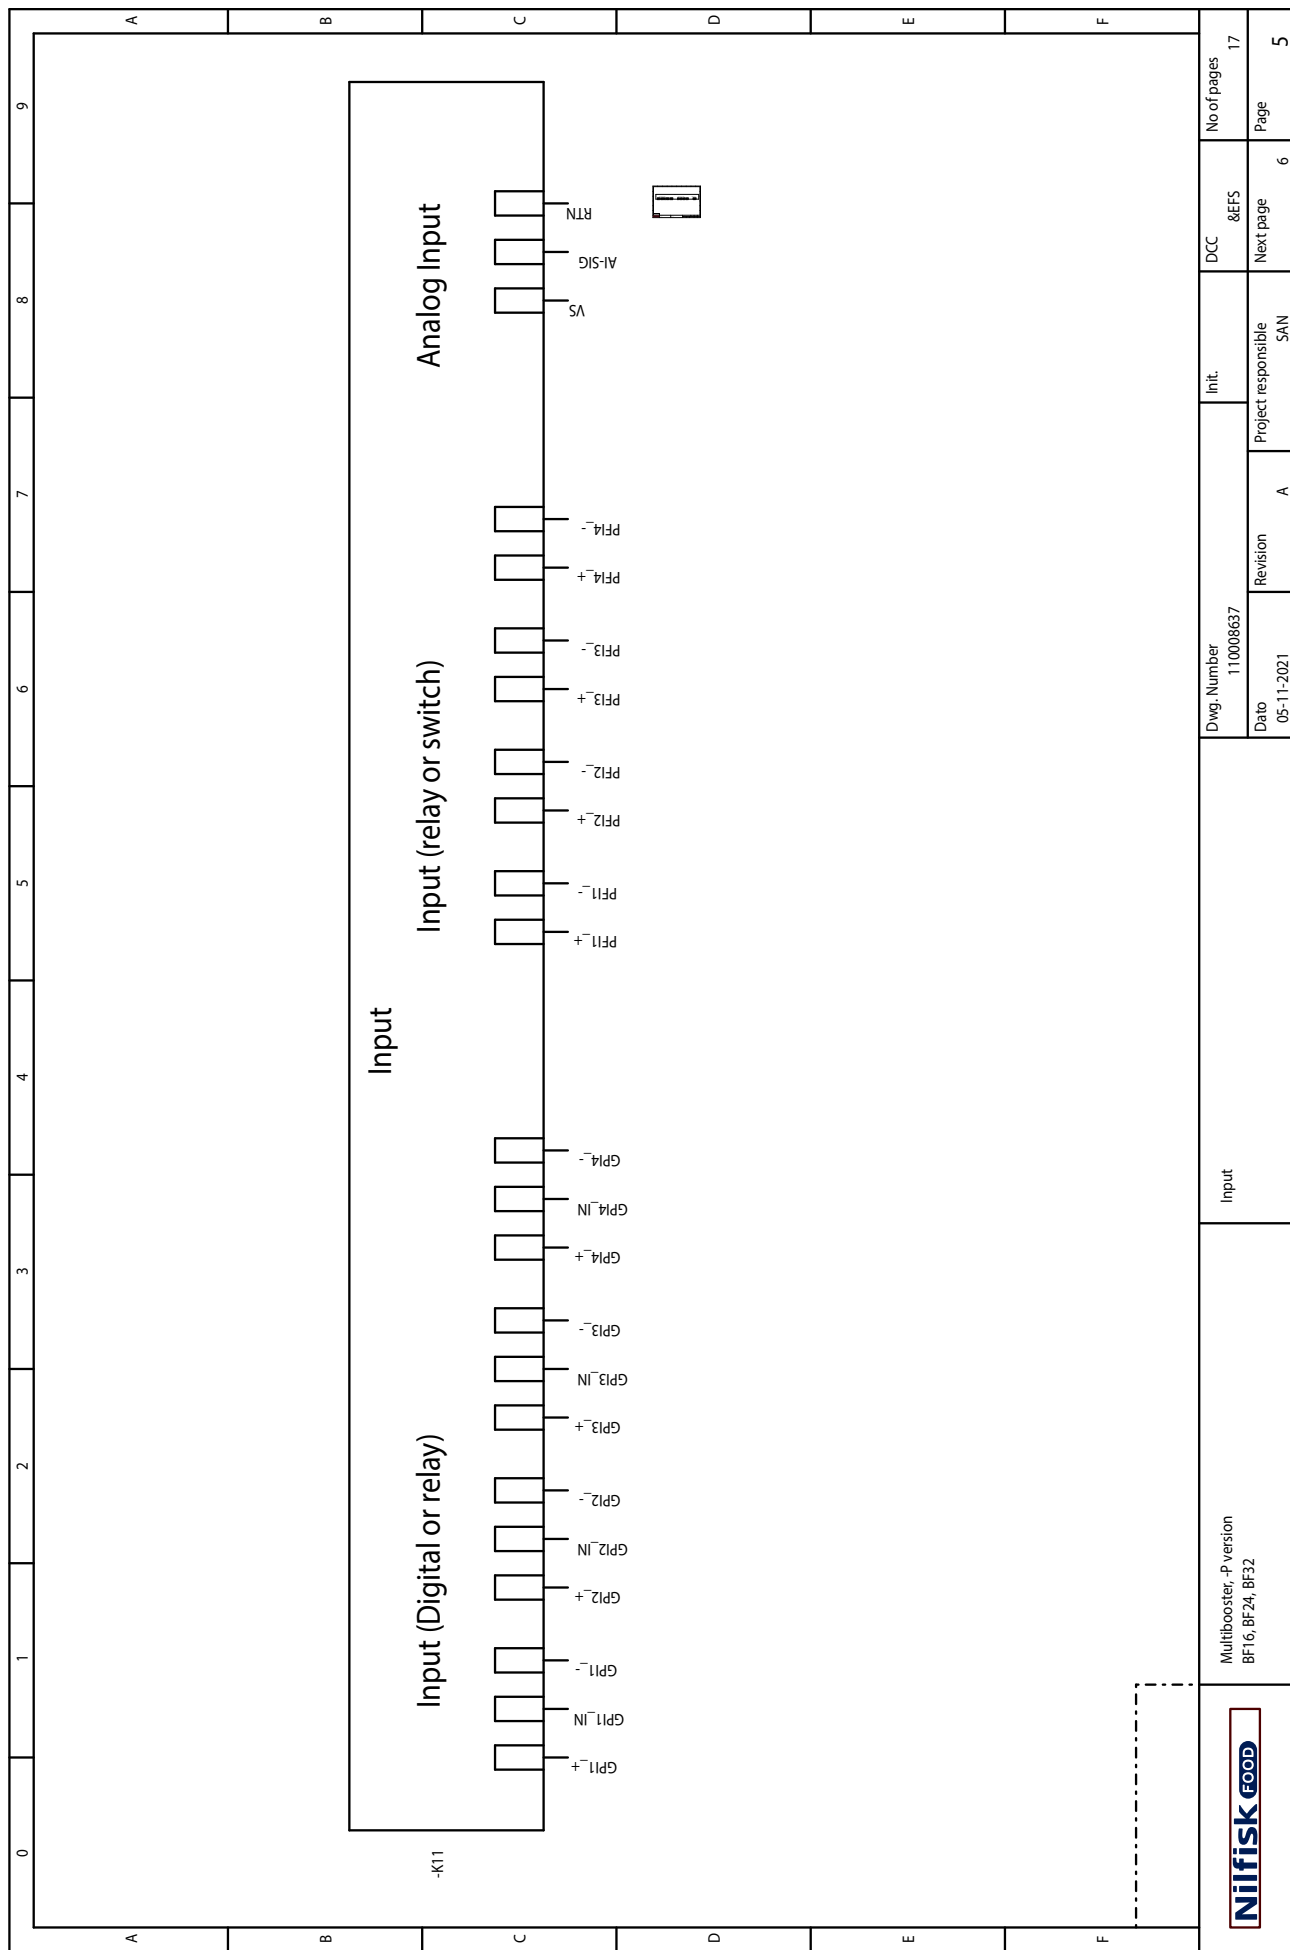 0 1 2 3 4 5 6 7 8 9
A A
B B
C C
D D
E E
F F
-K11
Input
Input (Digital or relay)
Input (relay or switch)
Analog Input
GPI1_+
GPI1_IN
GPI1_-
GPI2_+
GPI2_IN
GPI2_-
GPI3_+
GPI3_IN
GPI3_-
GPI4_+
GPI4_IN
GPI4_-
PFI1_+
PFI1_-
PFI2_+
PFI2_-
PFI3_+
PFI3_-
PFI4_+
PFI4_-
VS
AI-SIG
RTN
Nilfisk FOOD
Multibooster, -P version
BF16, BF24, BF32
Input
Dwg. Number
110008637
Init.
DCC
&EFS
No of pages
17
Dato
05-11-2021
Revision
A
Project responsible
SAN
Next page
6
Page
5